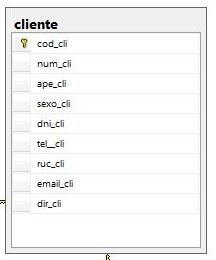 cliente
cod_cli
num_cli
ape_cli
sexo_cli
dni_cli
tel__cli
ruc_cli
email_cli
dir_cli